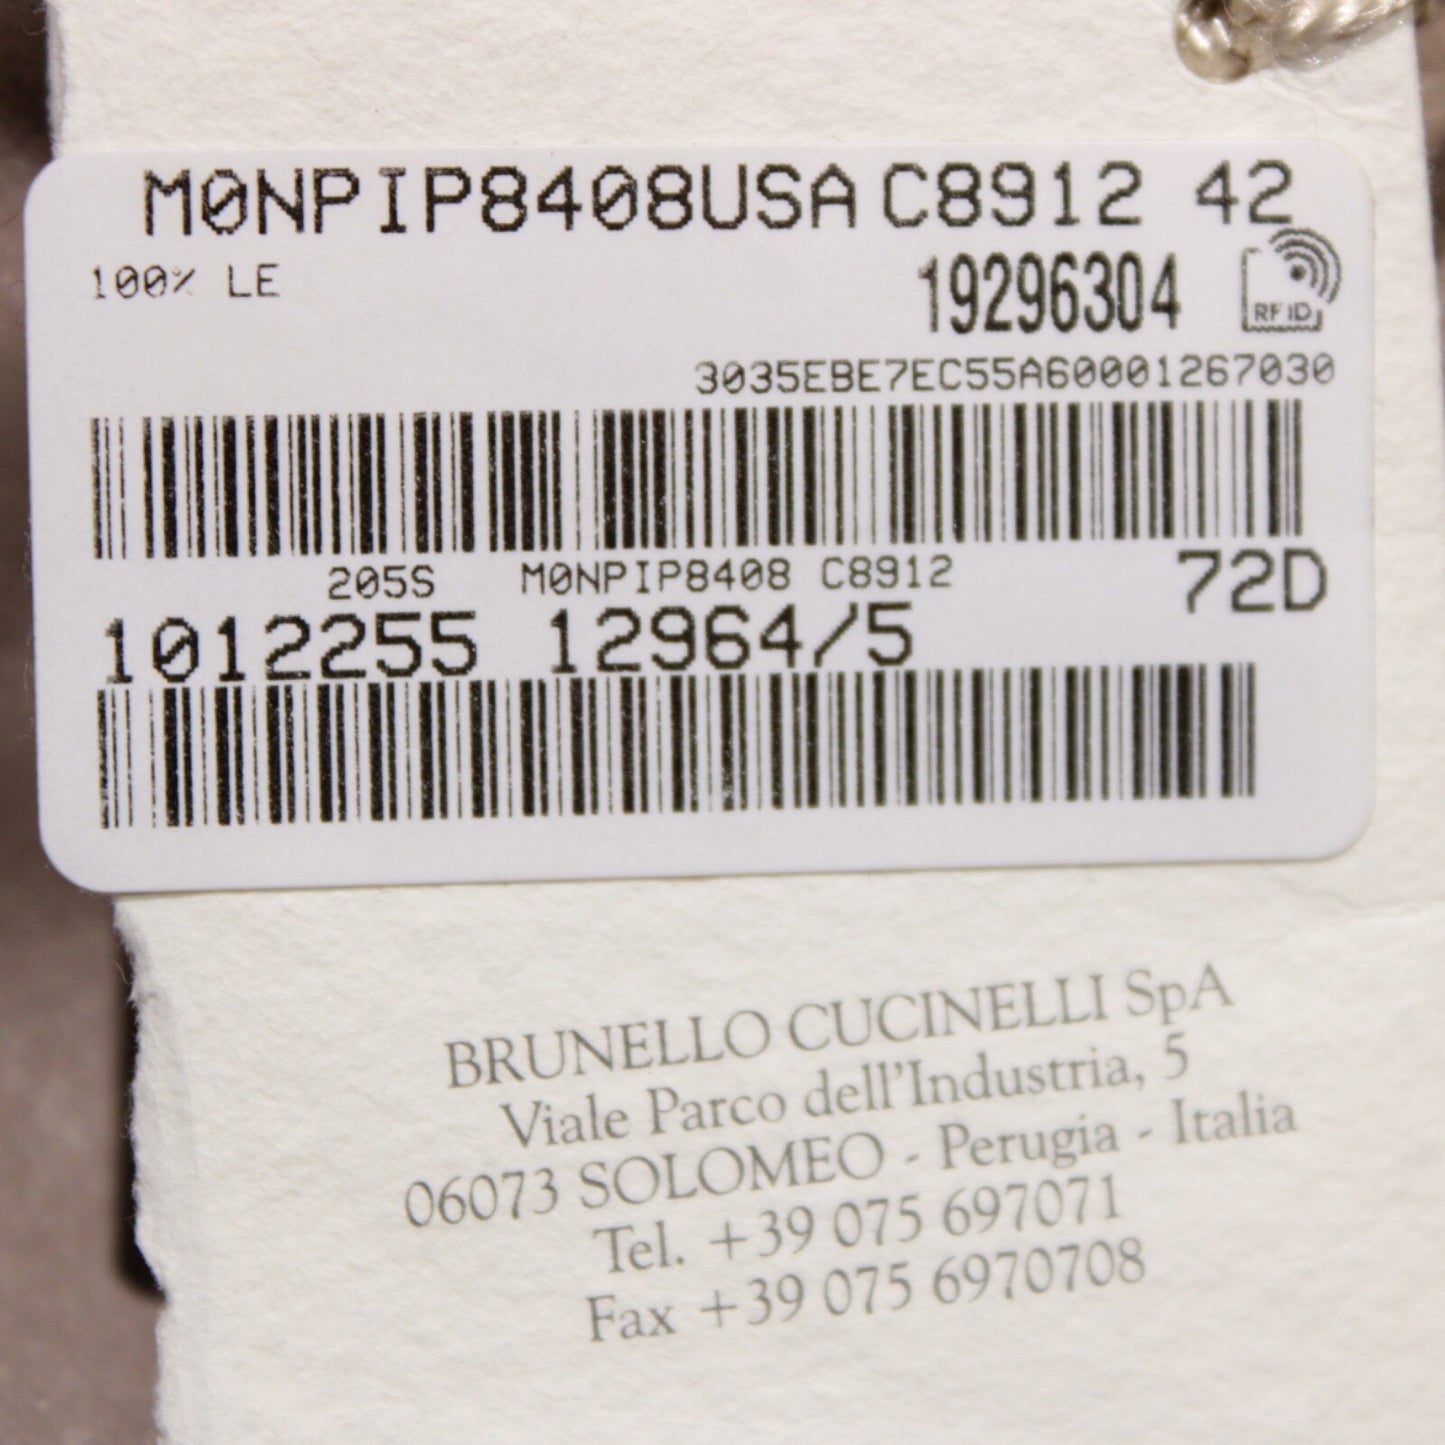 M0NPIP8408USA C8912 42
100% LE
19296304
RFID
3035EBE7EC55A60001267030
205S M0NPIP8408 C8912
72D
1012255 12964/5
BRUNELLO CUCINELLI SpA
Viale Parco dell'Industria, 5
06073 SOLOMEO - Perugia - Italia
Tel. +39 075 697071
Fax +39 075 6970708